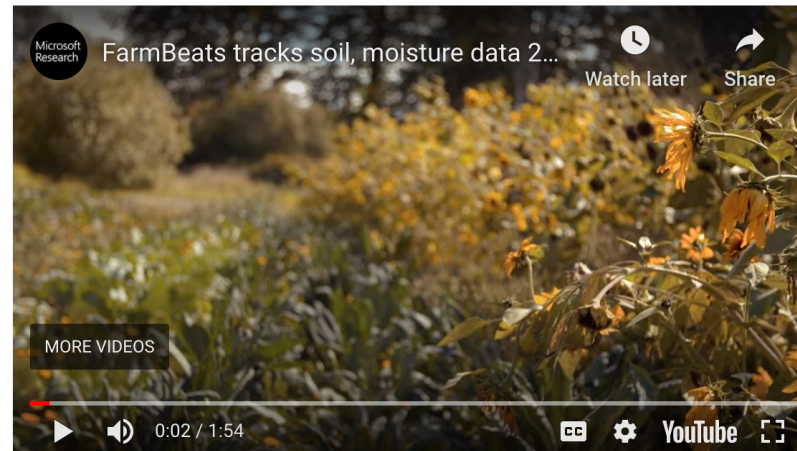 Microsoft
Research
FarmBeats tracks soil, moisture data 2...
Watch later
Share
MORE VIDEOS
0:02 / 1:54
CC
YouTube